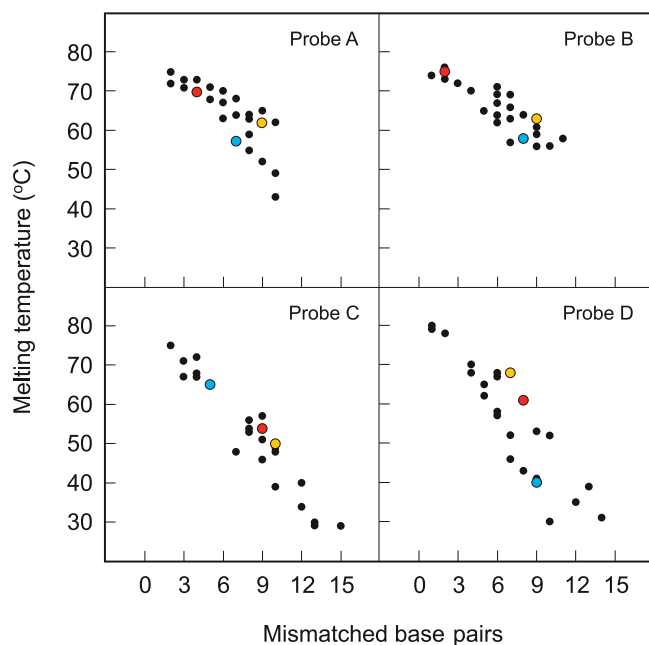 Probe A
Probe B
80
70
60
50
40
30
Probe C
Probe D
80
70
60
50
40
30
Melting temperature (ºC)
0 3 6 9 12 15
0 3 6 9 12 15
Mismatched base pairs